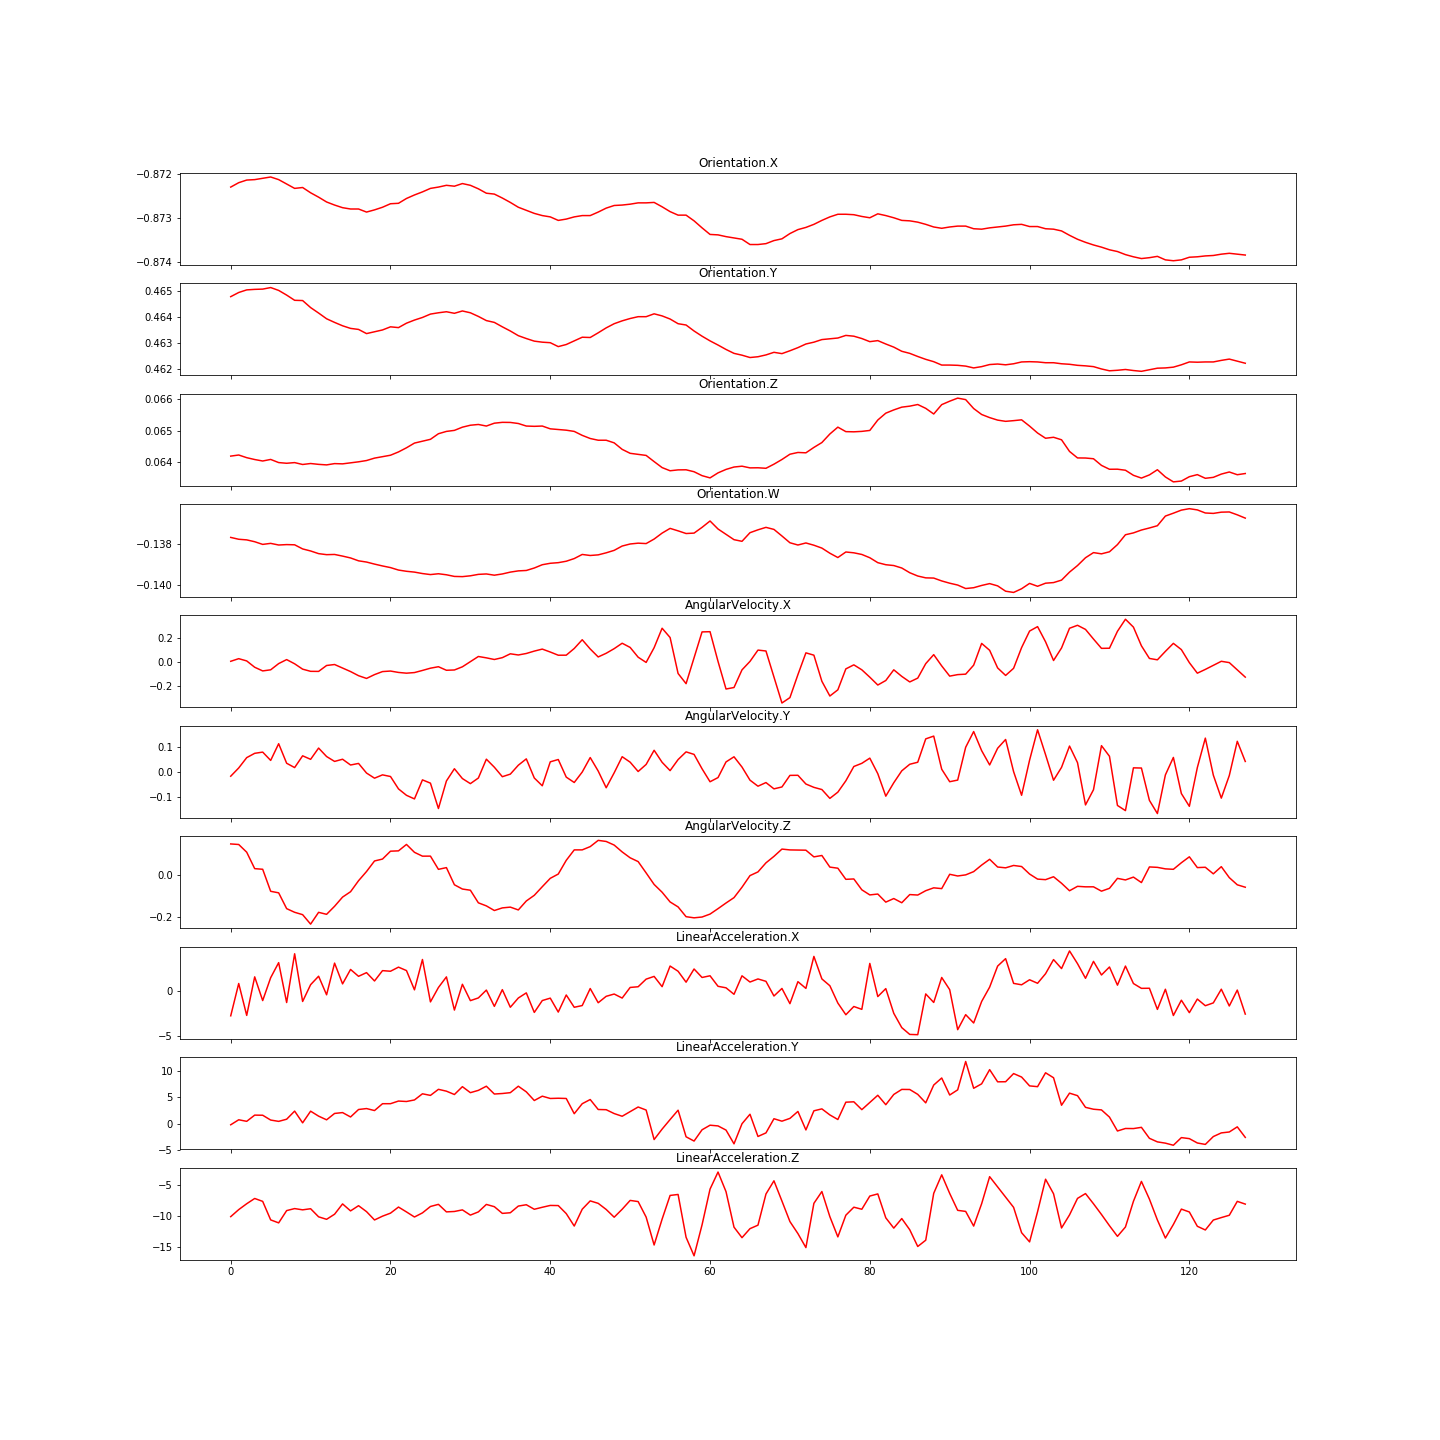 Orientation.X
−0.872
−0.873
−0.874
Orientation.Y
0.465
0.464
0.463
0.462
Orientation.Z
0.066
0.065
0.064
Orientation.W
−0.138
−0.140
AngularVelocity.X
0.2
0.0
−0.2
AngularVelocity.Y
0.1
0.0
−0.1
AngularVelocity.Z
0.0
−0.2
LinearAcceleration.X
0
−5
LinearAcceleration.Y
10
5
0
−5
LinearAcceleration.Z
−5
−10
−15
0 20 40 60 80 100 120